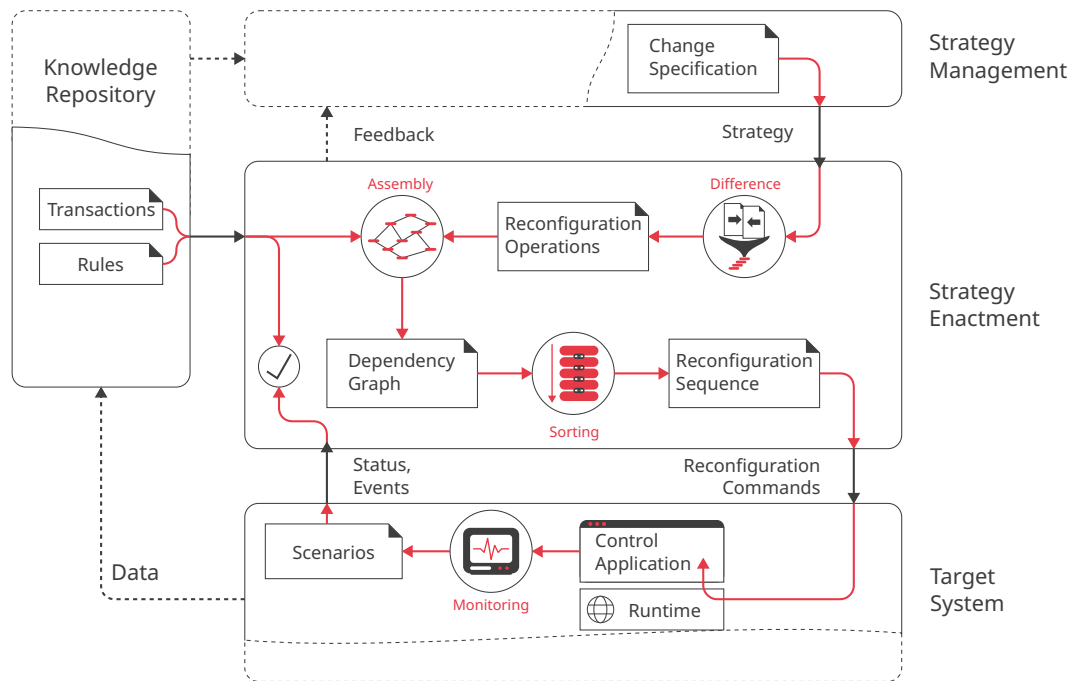 Knowledge
Repository
Change
Specification
Strategy
Management
Feedback
Strategy
Transactions
Rules
Assembly
Difference
Reconfiguration
Operations
Strategy
Enactment
Dependency
Graph
Reconfiguration
Sequence
Sorting
Status,
Events
Reconfiguration
Commands
Scenarios
Control
Application
Data
Monitoring
Runtime
Target
System